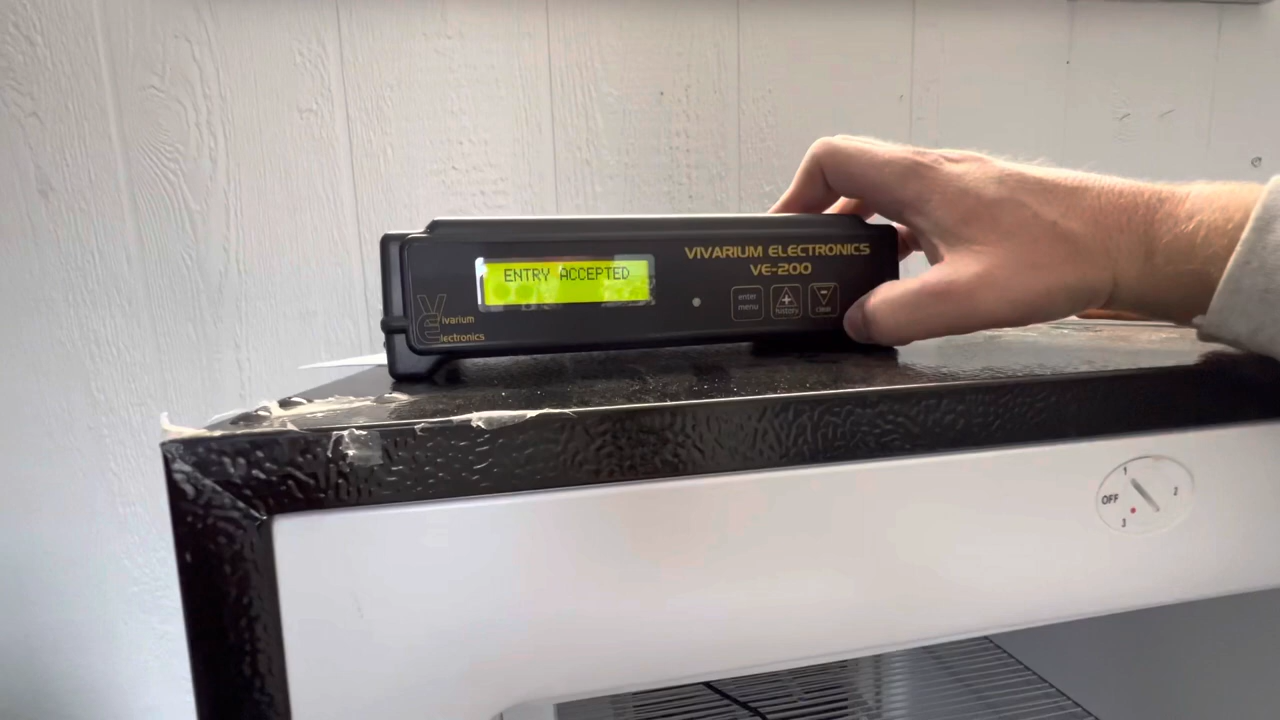 ENTRY ACCEPTED
VIVARIUM ELECTRONICS
VE-200
enter
menu
history
clear
Vivarium
Electronics
1
OFF
2
3